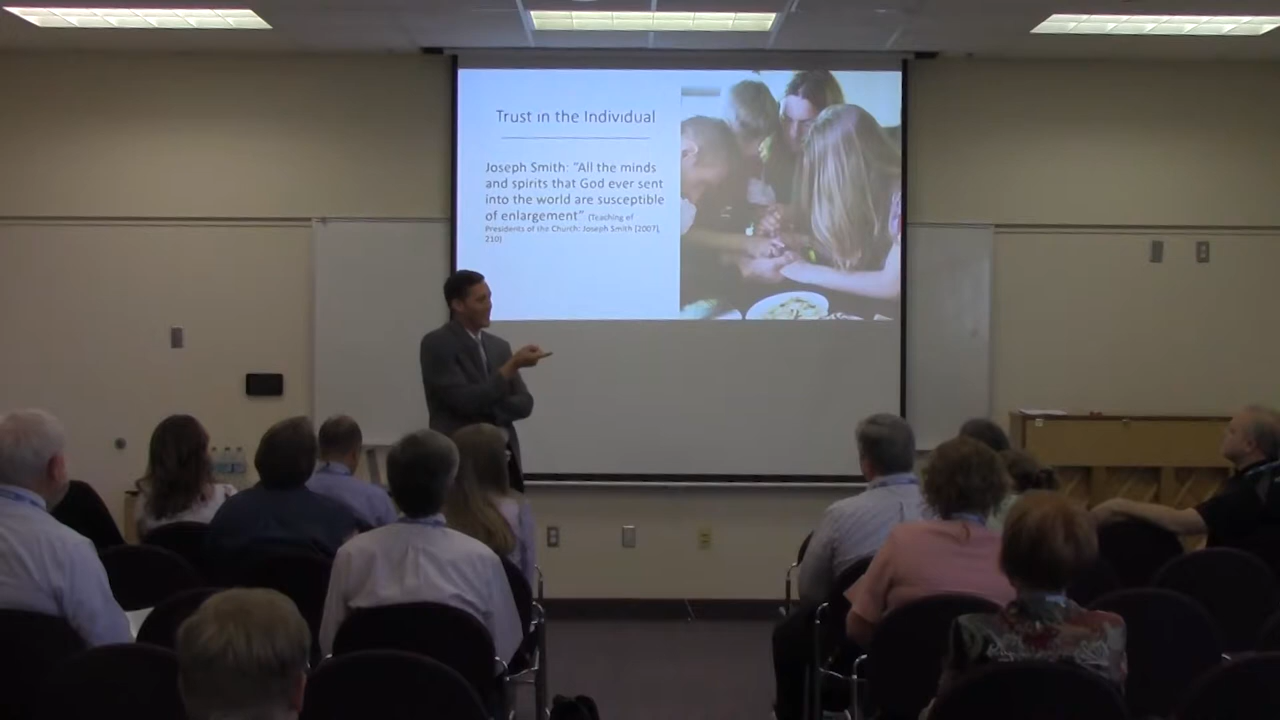 Trust in the Individual
Joseph Smith: “All the minds
and spirits that God ever sent
into the world are susceptible
of enlargement” (Teaching of
Presidents of the Church: Joseph Smith [2007],
210)